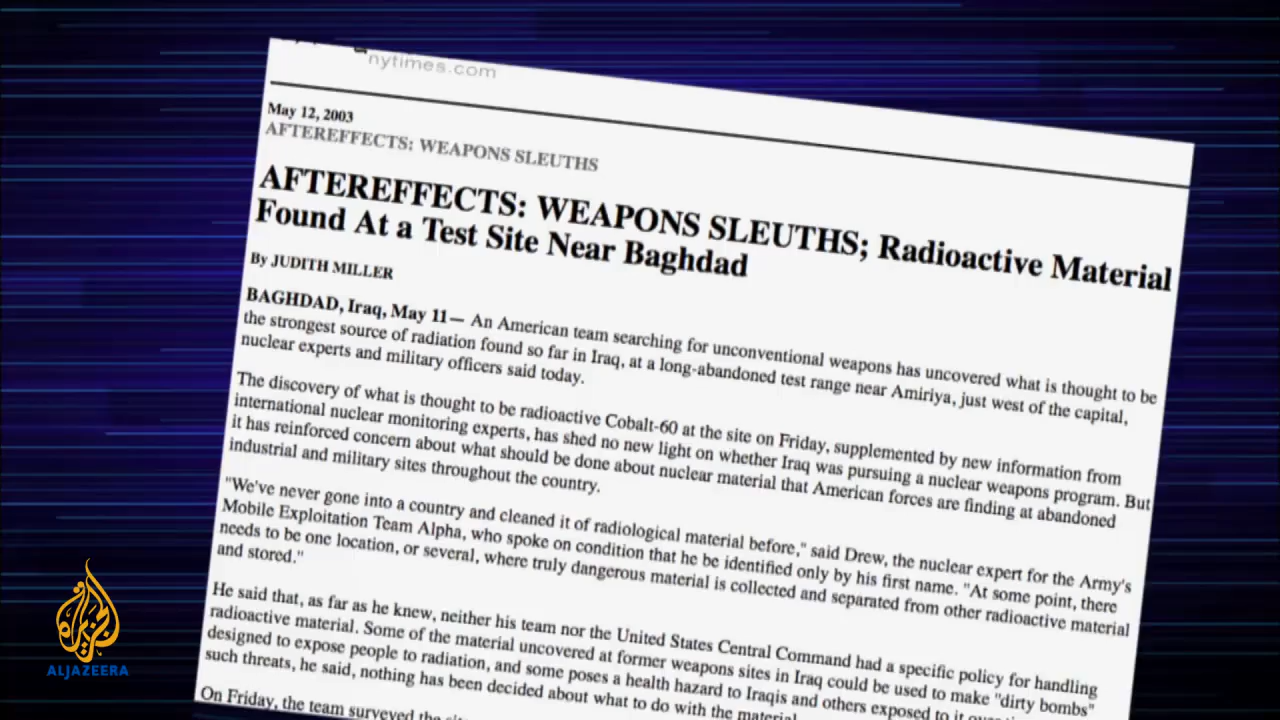 nytimes.com
May 12, 2003
AFTEREFFECTS: WEAPONS SLEUTHS
AFTEREFFECTS: WEAPONS SLEUTHS; Radioactive Material
Found At a Test Site Near Baghdad
By JUDITH MILLER
BAGHDAD, Iraq, May 11— An American team searching for unconventional weapons has uncovered what is thought to be
the strongest source of radiation found so far in Iraq, at a long-abandoned test range near Amiriya, just west of the capital,
nuclear experts and military officers said today.
The discovery of what is thought to be radioactive Cobalt-60 at the site on Friday, supplemented by new information from
international nuclear monitoring experts, has shed no new light on whether Iraq was pursuing a nuclear weapons program. But
it has reinforced concern about what should be done about nuclear material that American forces are finding at abandoned
industrial and military sites throughout the country.
"We've never gone into a country and cleaned it of radiological material before," said Drew, the nuclear expert for the Army's
Mobile Exploitation Team Alpha, who spoke on condition that he be identified only by his first name. "At some point, there
needs to be one location, or several, where truly dangerous material is collected and separated from other radioactive material
and stored."
He said that, as far as he knew, neither his team nor the United States Central Command had a specific policy for handling
radioactive material. Some of the material uncovered at former weapons sites in Iraq could be used to make "dirty bombs"
designed to expose people to radiation, and some poses a health hazard to Iraqis and others exposed to it
such threats, he said, nothing has been decided about what to do with the material
On Friday, the team surveyed the
الجزيرة
ALJAZEERA